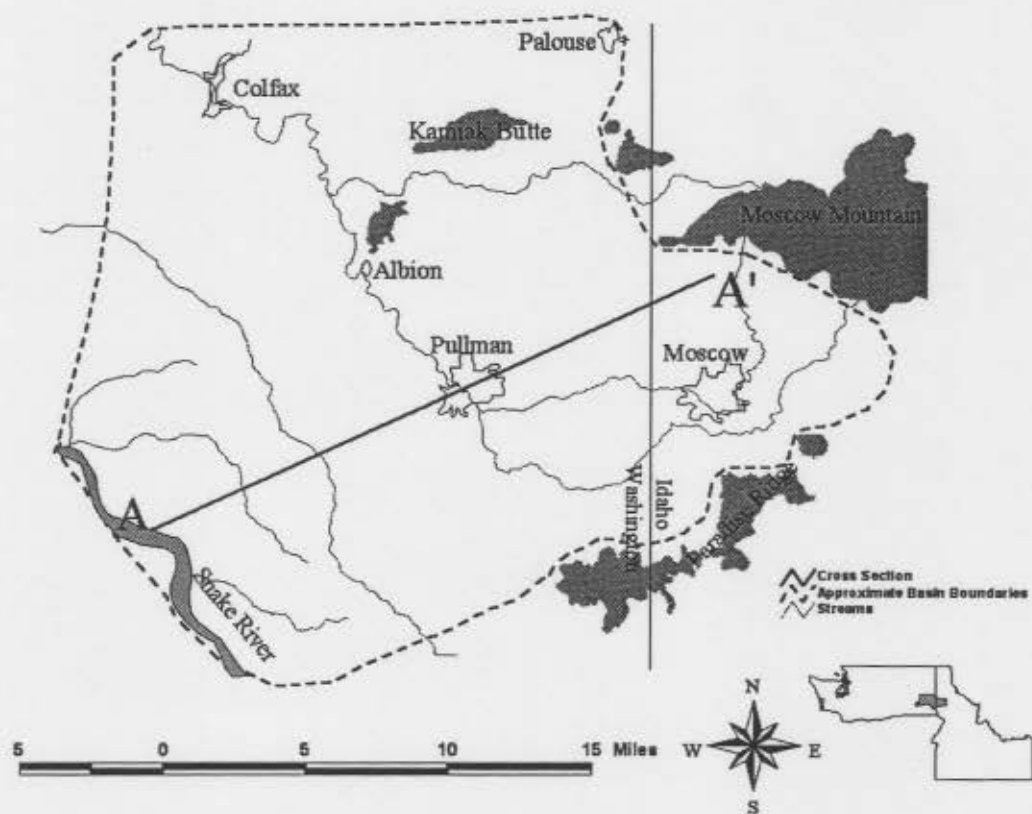 Palouse
Colfax
Kamiak Butte
Moscow Mountain
Albion
A'
Pullman
Moscow
A
Washington
Idaho
Paradise Ridge
Snake River
Cross Section
Approximate Basin Boundaries
Streams
N
W E
S
5 0 5 10 15 Miles